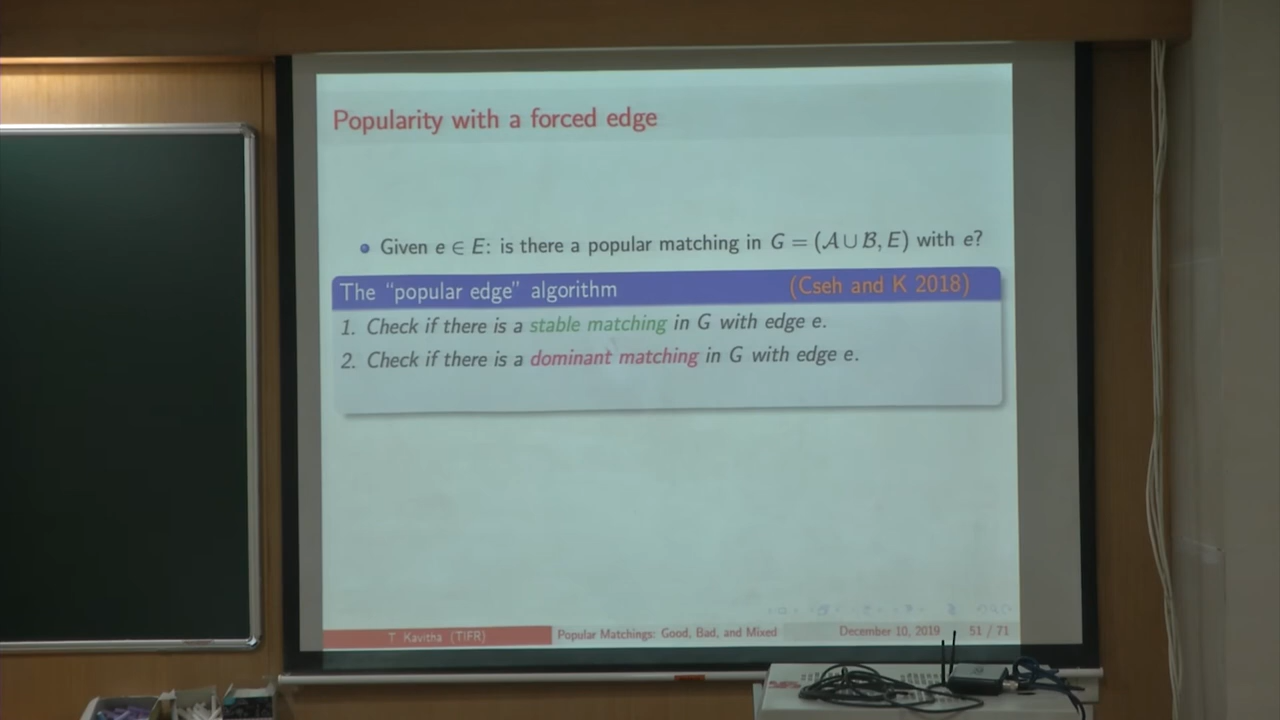 Popularity with a forced edge
Given e ∈ E: is there a popular matching in G = (A ∪ B, E) with e?
The “popular edge” algorithm (Cseh and K 2018)
1. Check if there is a stable matching in G with edge e.
2. Check if there is a dominant matching in G with edge e.
T Kavitha (TIFR) Popular Matchings: Good, Bad, and Mixed December 10, 2019 51 / 71